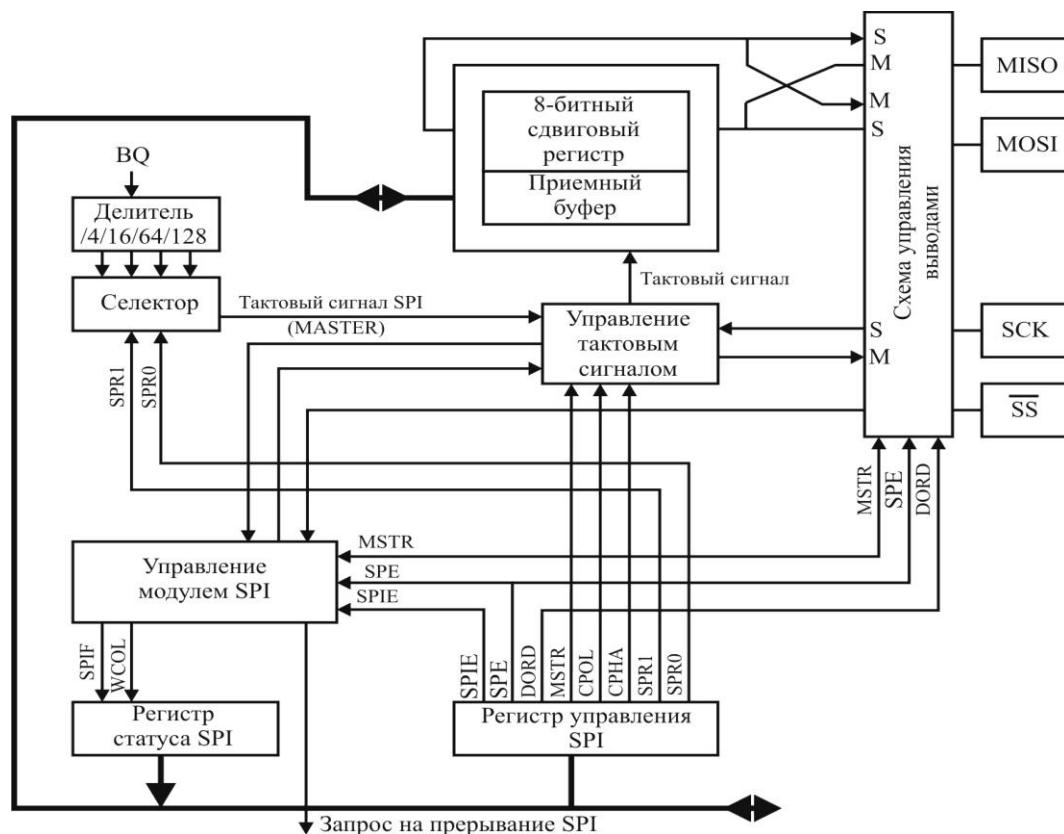 S
M
M
S
MISO
MOSI
8-битный
сдвиговый
регистр
Приемный
буфер
BQ
Делитель
/4/16/64/128
Селектор
Тактовый сигнал SPI
(MASTER)
Тактовый сигнал
Управление
тактовым
сигналом
Схема управления
выводами
S
M
SCK
SS
SPR1
SPR0
MSTR
SPE
DORD
Управление
модулем SPI
MSTR
SPE
SPIE
SPIF
WCOL
SPIE
SPE
DORD
MSTR
CPOL
CPHA
SPR1
SPR0
Регистр
статуса SPI
Регистр управления
SPI
Запрос на прерывание SPI